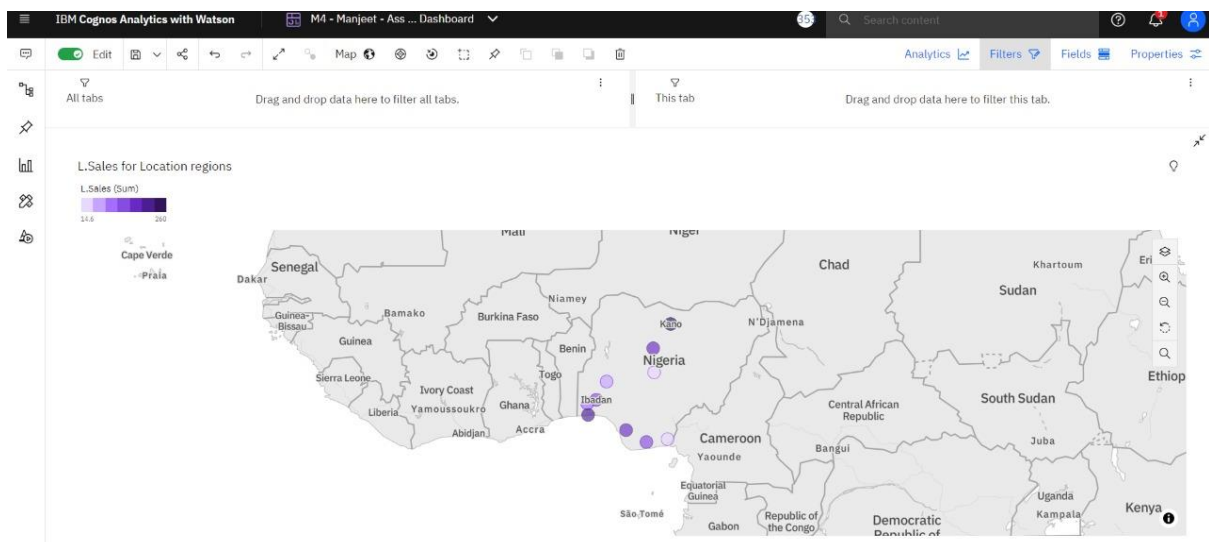 IBM Cognos Analytics with Watson
M4 - Manjeet - Ass ... Dashboard
353
Search content
1
Edit
Map
Analytics
Filters
Fields
Properties
All tabs
Drag and drop data here to filter all tabs.
This tab
Drag and drop data here to filter this tab.
L.Sales for Location regions
L.Sales (Sum)
14.6 260
Mali
Niger
Cape Verde
Praia
Dakar
Senegal
Chad
Khartoum
Eri
Sudan
Niamey
Guinea-
Bissau
Bamako
Burkina Faso
Kano
N'Djamena
Guinea
Benin
Nigeria
Sierra Leone
Togo
Ethiop
Ivory Coast
Ibadan
Liberia
Yamoussoukro
Ghana
Central African
Republic
South Sudan
Abidjan
Accra
Cameroon
Yaounde
Bangui
Juba
Equatorial
Guinea
São Tomé
Gabon
Republic of
the Congo
Democratic
Republic of
Uganda
Kampala
Kenya